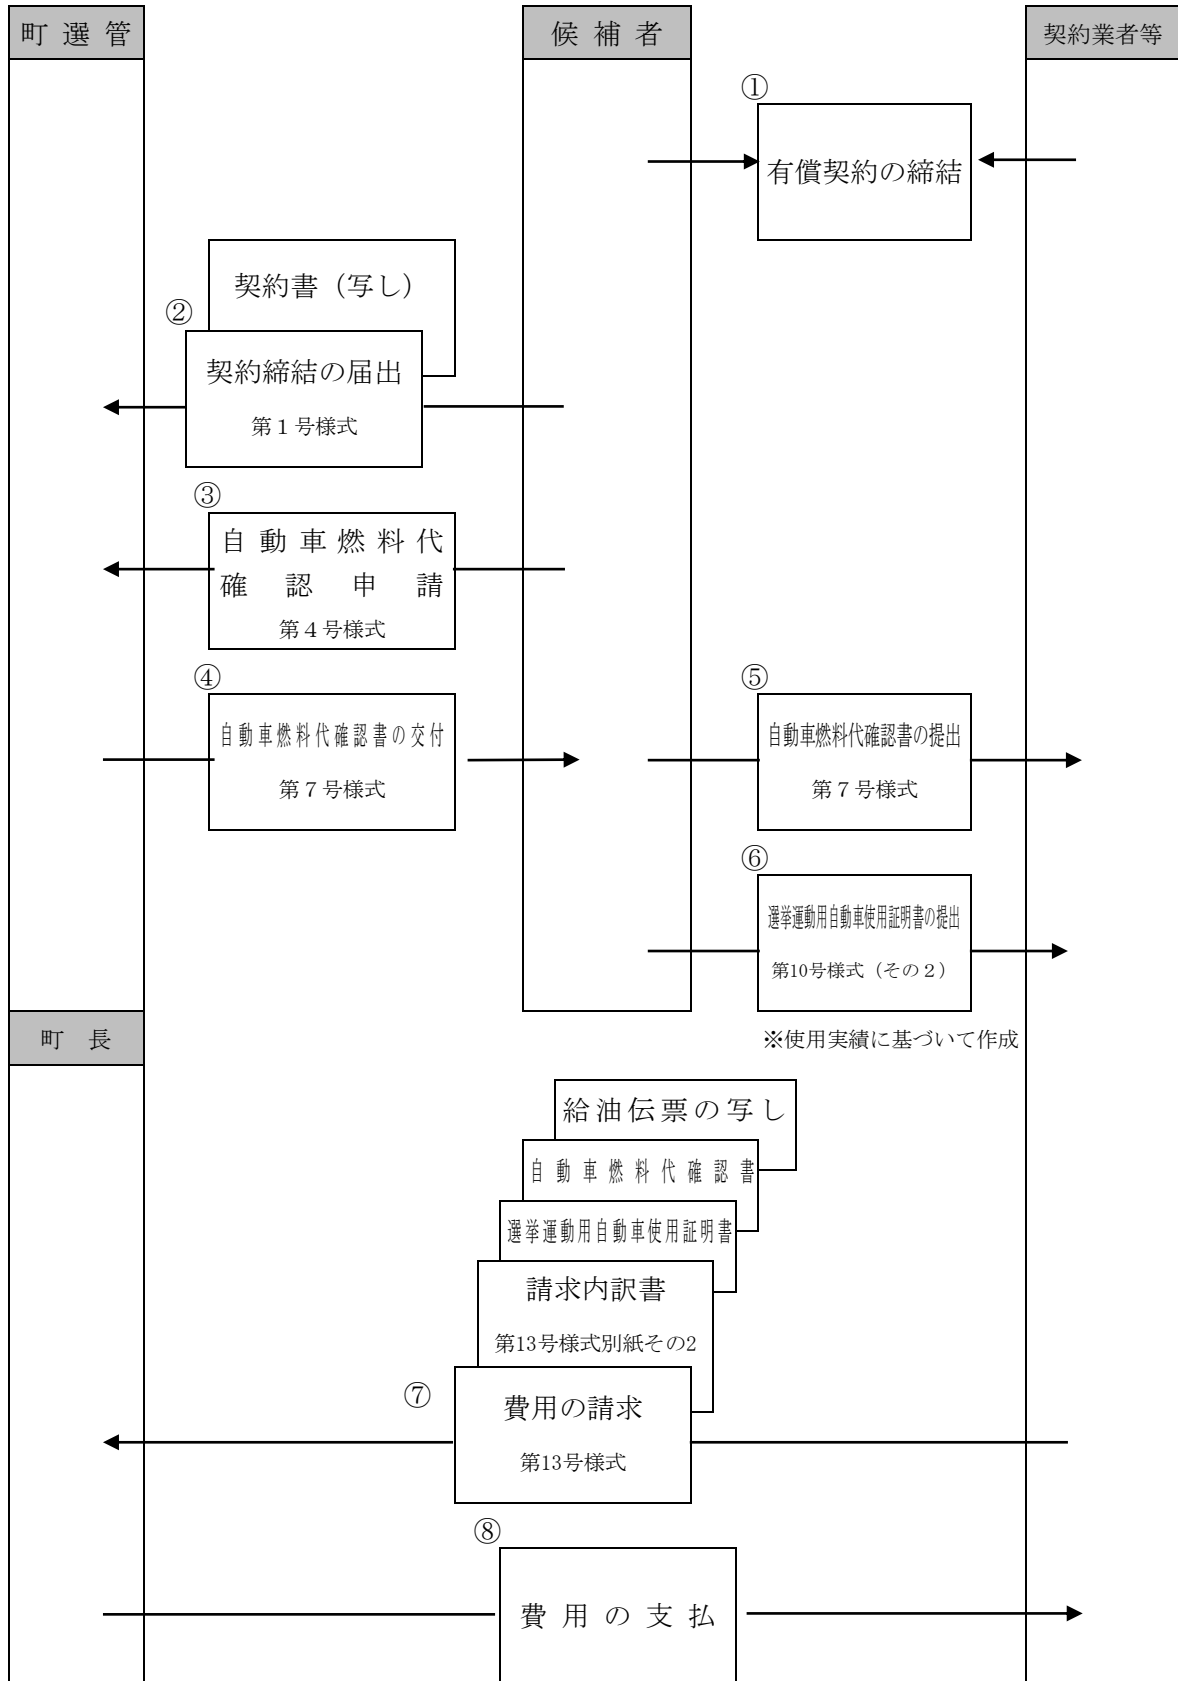 町選管
候補者
契約業者等
①
有償契約の締結
契約書（写し）
②
契約締結の届出
第１号様式
③
自動車燃料代
確認申請
第４号様式
④
自動車燃料代確認書の交付
第７号様式
⑤
自動車燃料代確認書の提出
第７号様式
⑥
選挙運動用自動車使用証明書の提出
第10号様式（その２）
※使用実績に基づいて作成
町長
給油伝票の写し
自動車燃料代確認書
選挙運動用自動車使用証明書
請求内訳書
第13号様式別紙その2
⑦
費用の請求
第13号様式
⑧
費用の支払